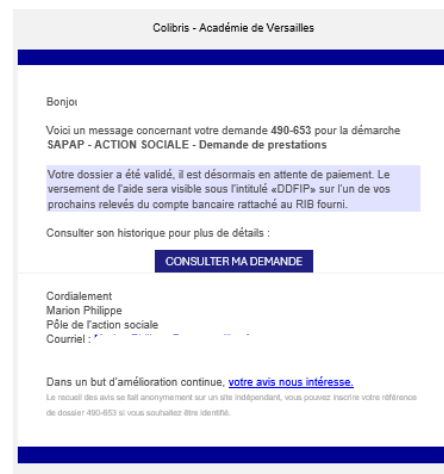 Colibris - Académie de Versailles
Voici un message concernant votre demande 490-653 pour la démarche
SAPAP - ACTION SOCIALE - Demande de prestations
Votre dossier a été validé, il est désormais en attente de paiement. Le
versement de l'aide sera visible sous l'intitulé «DDFIP» sur l'un de vos
prochains relevés du compte bancaire rattaché au RIB fourni.
Consulter son historique pour plus de détails :
CONSULTER MA DEMANDE
Cordialement
Marion Philippe
Pôle de l'action sociale
Courriel :
Dans un but d'amélioration continue, votre avis nous intéresse.
Le recueil des avis se fait anonymement sur un site indépendant, vous pouvez inscrire votre référence
de dossier 490-653 si vous souhaitez être identifié.